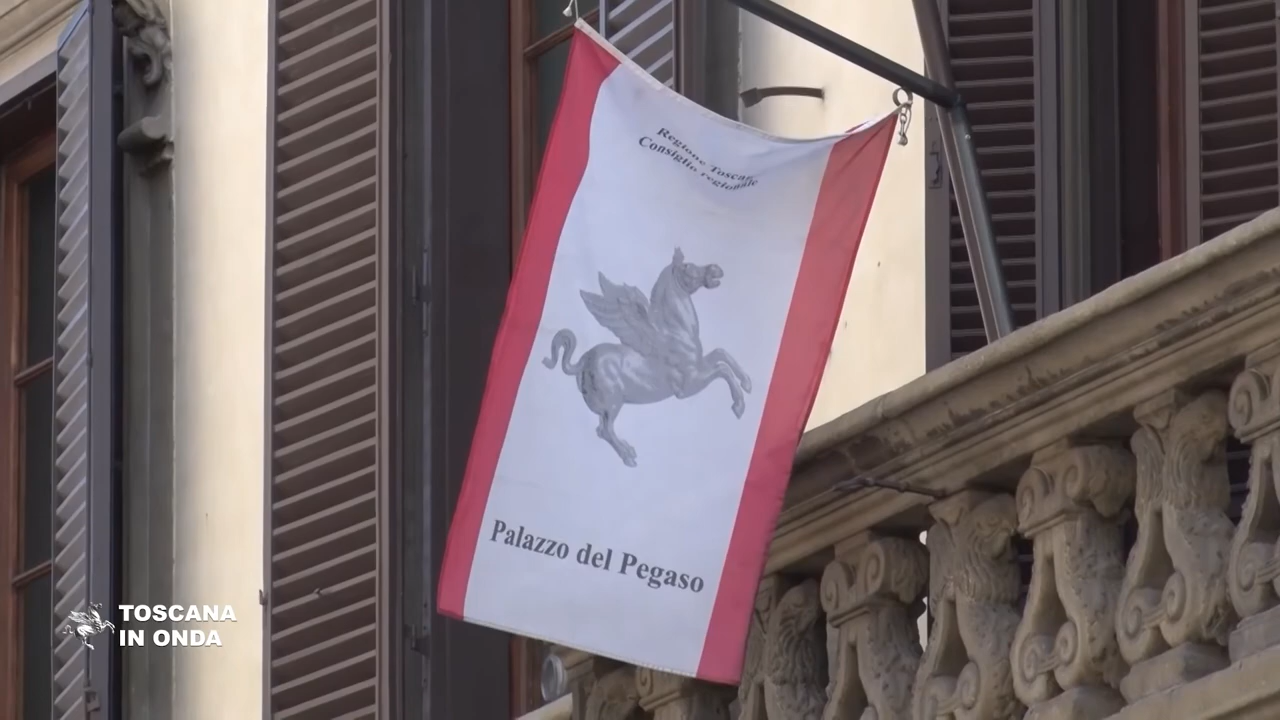 Regione Toscana
Consiglio regionale
Palazzo del Pegaso
TOSCANA
IN ONDA